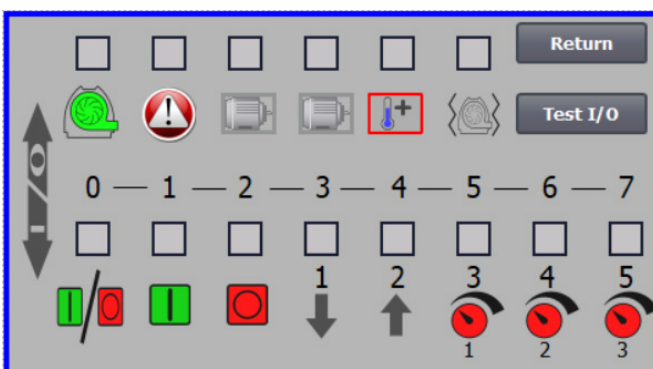 Return
Test I/O
I/O
0 — 1 — 2 — 3 — 4 — 5 — 6 — 7
1 2 3 4 5
1 2 3